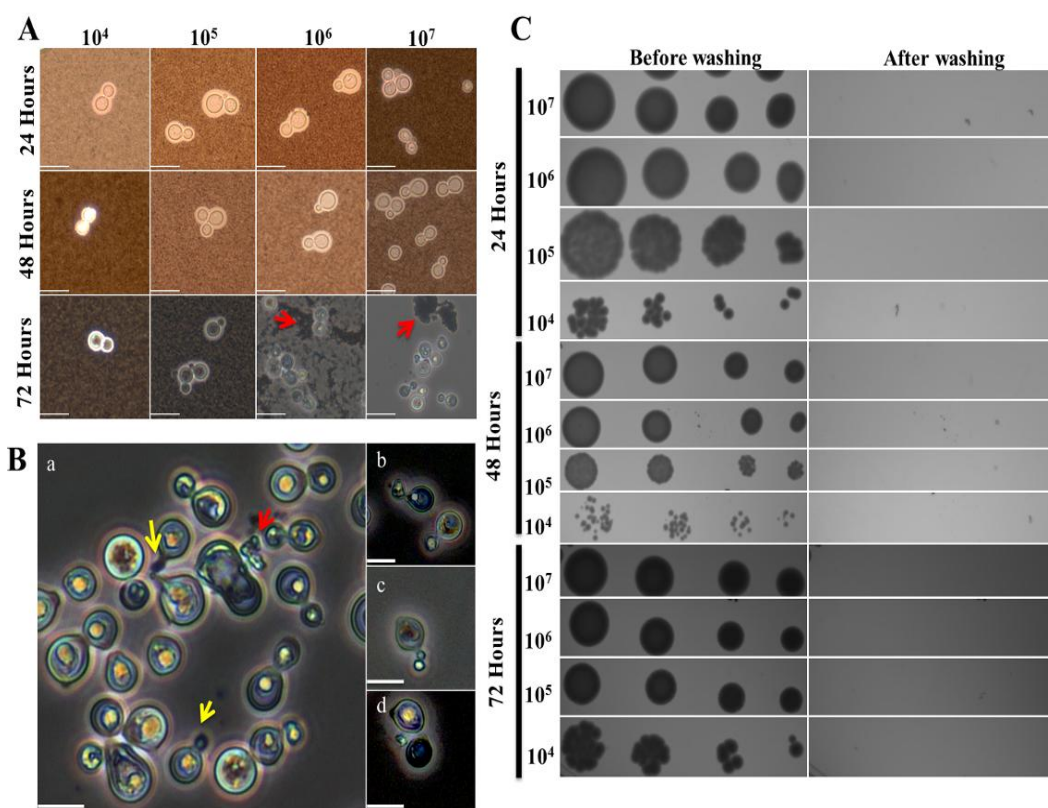 A
10⁴ 10⁵ 10⁶ 10⁷
24 Hours
48 Hours
72 Hours
B
a
b
c
d
C
Before washing After washing
24 Hours
10⁷
10⁶
10⁵
10⁴
48 Hours
10⁷
10⁶
10⁵
10⁴
72 Hours
10⁷
10⁶
10⁵
10⁴